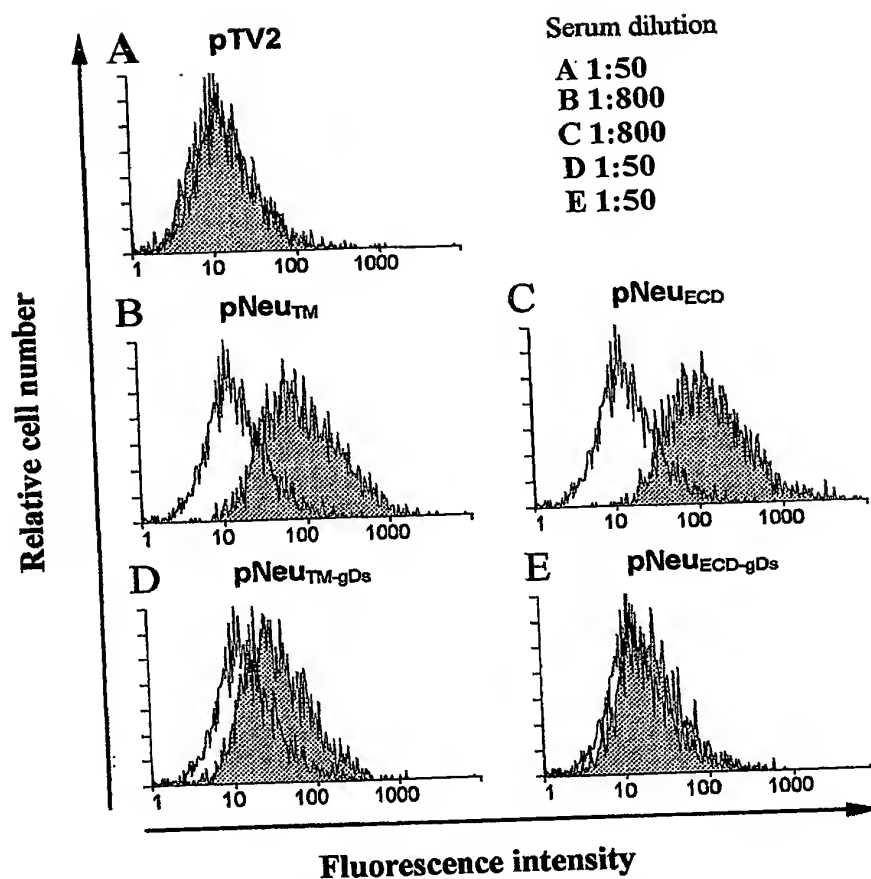 A
pTV2
Serum dilution
A 1:50
B 1:800
C 1:800
D 1:50
E 1:50
1 10 100 1000
B
pNeuTM
1 10 100 1000
C
pNeuECD
1 10 100 1000
D
pNeuTM-gDs
1 10 100 1000
E
pNeuECD-gDs
1 10 100 1000
Relative cell number
Fluorescence intensity